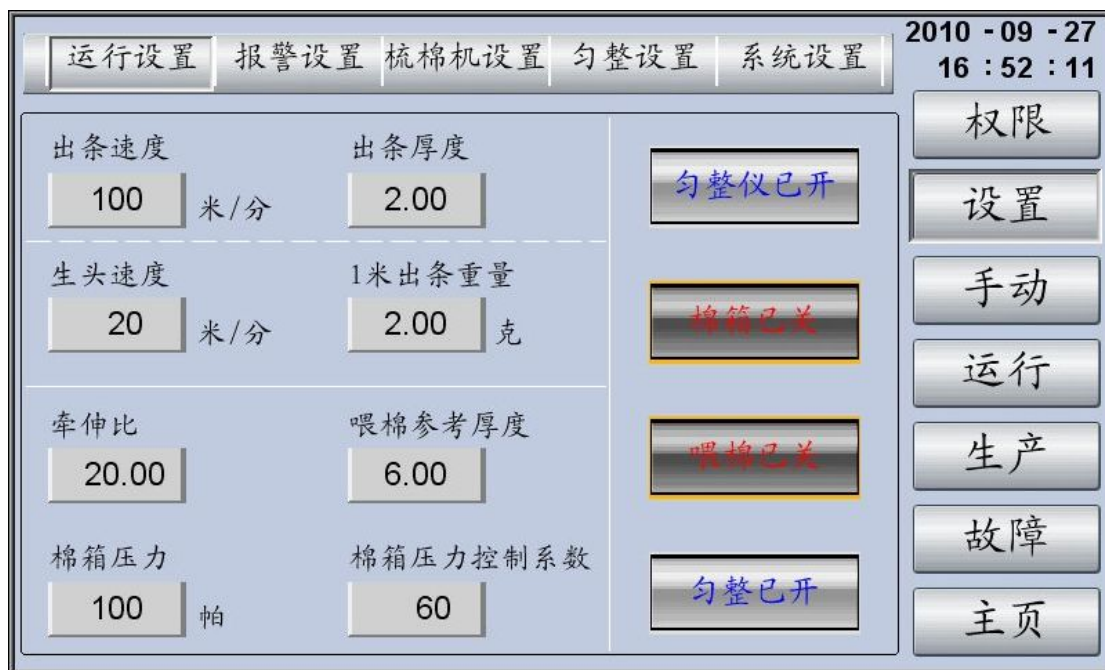 运行设置 报警设置 梳棉机设置 匀整设置 系统设置
2010 -09 -27
16 :52 :11
出条速度 出条厚度
100 米/分 2.00
生头速度 1米出条重量
20 米/分 2.00 克
牵伸比 喂棉参考厚度
20.00 6.00
棉箱压力 棉箱压力控制系数
100 帕 60
匀整仪已开
棉箱已关
喂棉已关
匀整已开
权限
设置
手动
运行
生产
故障
主页